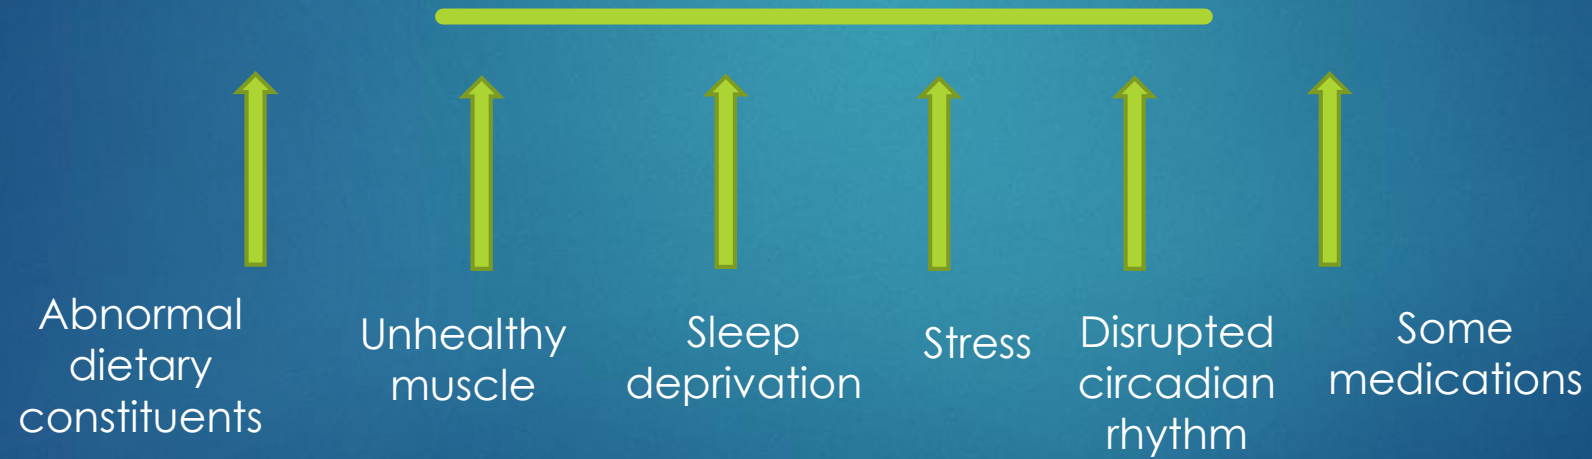 Abnormal
dietary
constituents
Unhealthy
muscle
Sleep
deprivation
Stress
Disrupted
circadian
rhythm
Some
medications